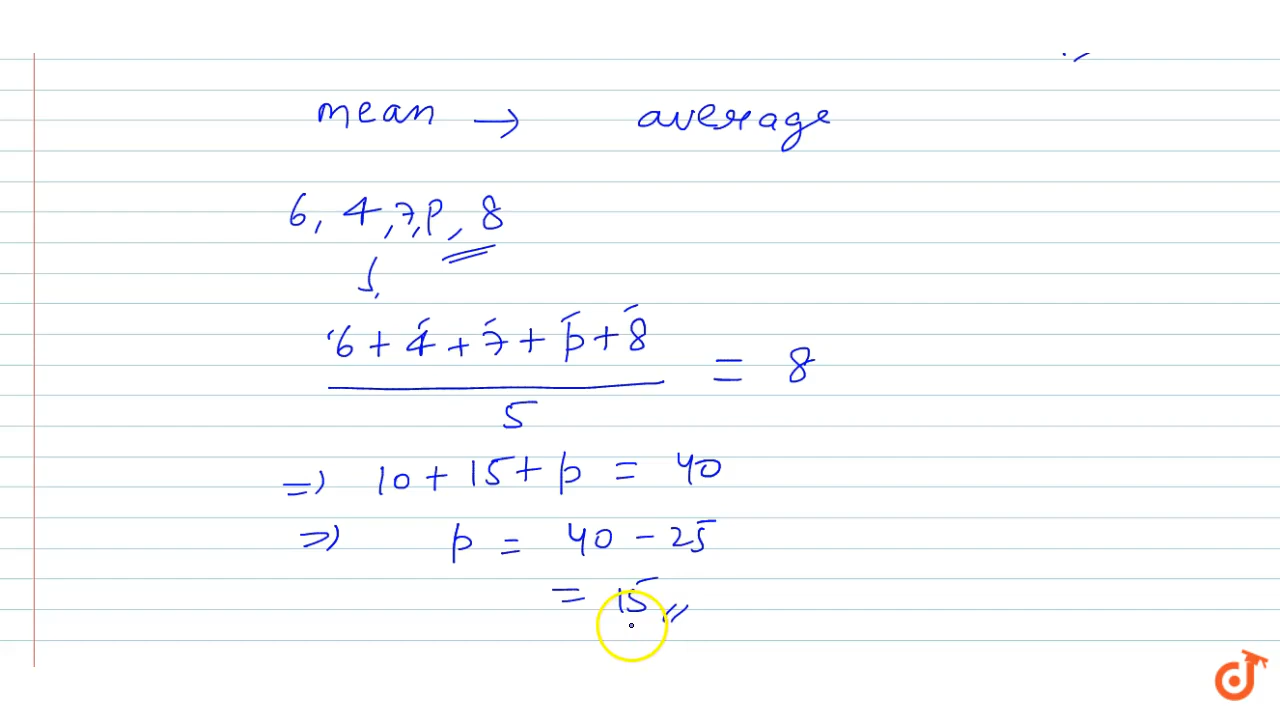 mean → average
6, 4, 7, p, 8
6 + 4 + 7 + p + 8
5
= 8
=> 10 + 15 + p = 40
=> p = 40 - 25
= 15